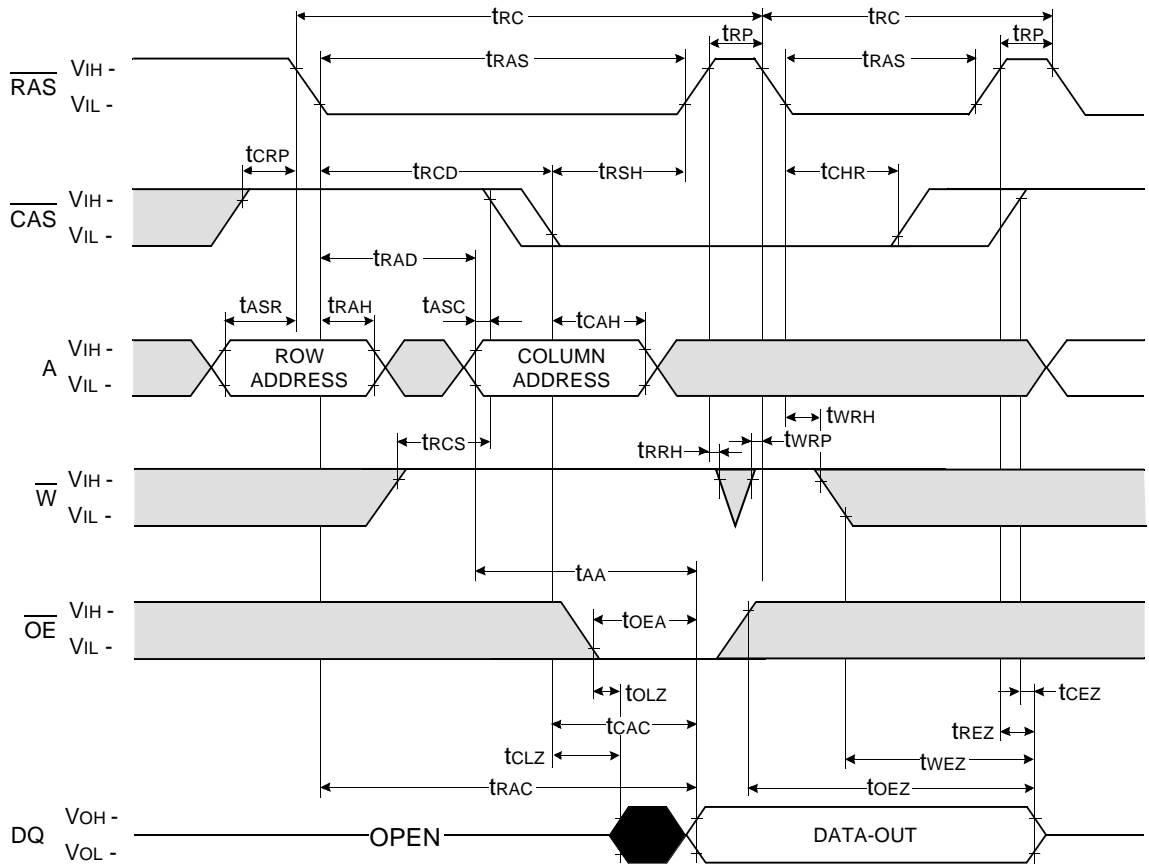 tRC tRC
tRP tRP
tRAS tRAS
RAS VIH -
VIL -
tCRP
tRCD tRSH tCHR
CAS VIH -
VIL -
tRAD
tASR tRAH tASC tCAH
A VIH -
VIL -
ROW
ADDRESS
COLUMN
ADDRESS
tWRH
tRCS tRRH tWRP
W VIH -
VIL -
tAA
OE VIH -
VIL -
tOEA
tOLZ tCEZ
tCAC tREZ
tCLZ tWEZ
tRAC tOEZ
DQ VOH -
VOL -
OPEN DATA-OUT